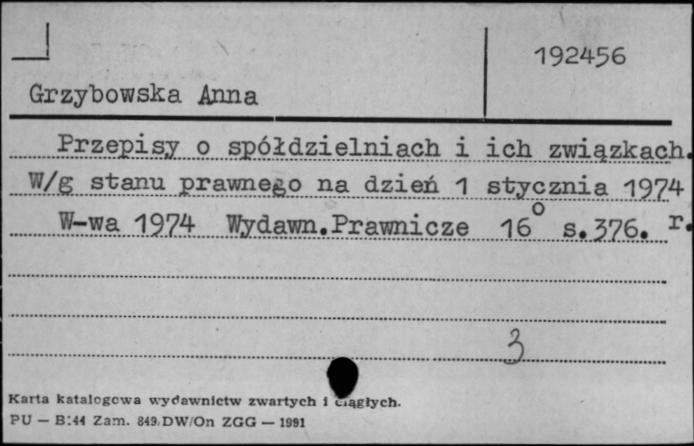 192456
Grzybowska Anna
Przepisy o spółdzielniach i ich związkach.
W/g stanu prawnego na dzień 1 stycznia 1974 r.
W-wa 1974 Wydawn.Prawnicze 16° s.376.
3
Karta katalogowa wydawnictw zwartych i ciągłych.
PU — B:44 Zam. 849.DW/On ZGG — 1991